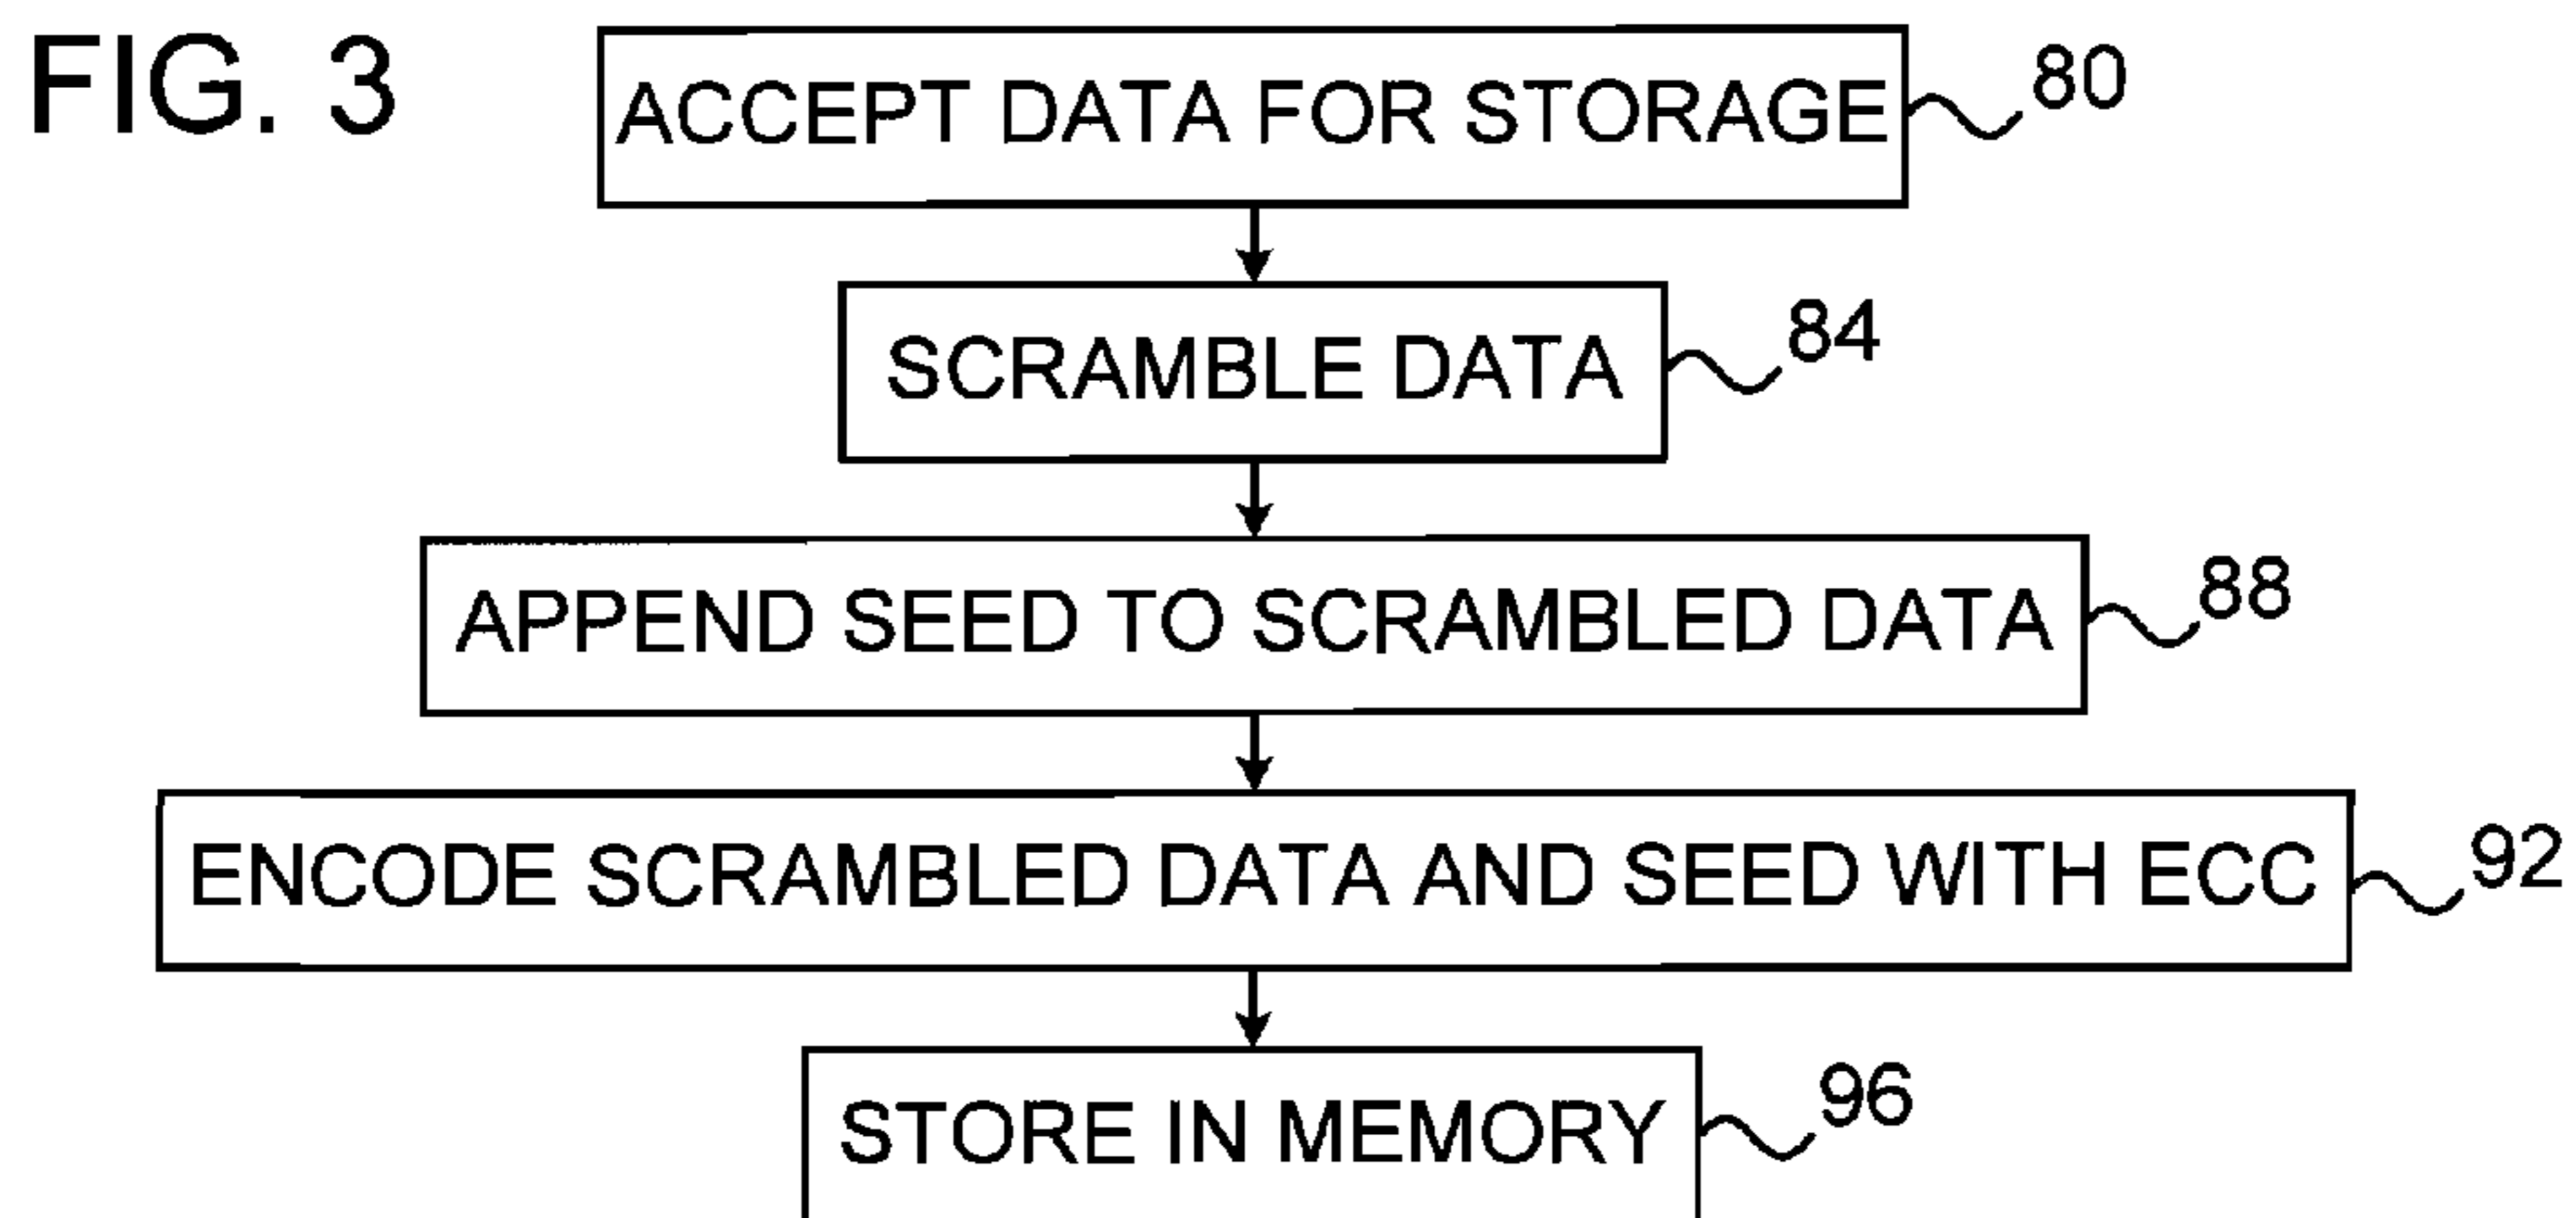 FIG. 3
ACCEPT DATA FOR STORAGE 80
SCRAMBLE DATA 84
APPEND SEED TO SCRAMBLED DATA 88
ENCODE SCRAMBLED DATA AND SEED WITH ECC 92
STORE IN MEMORY 96